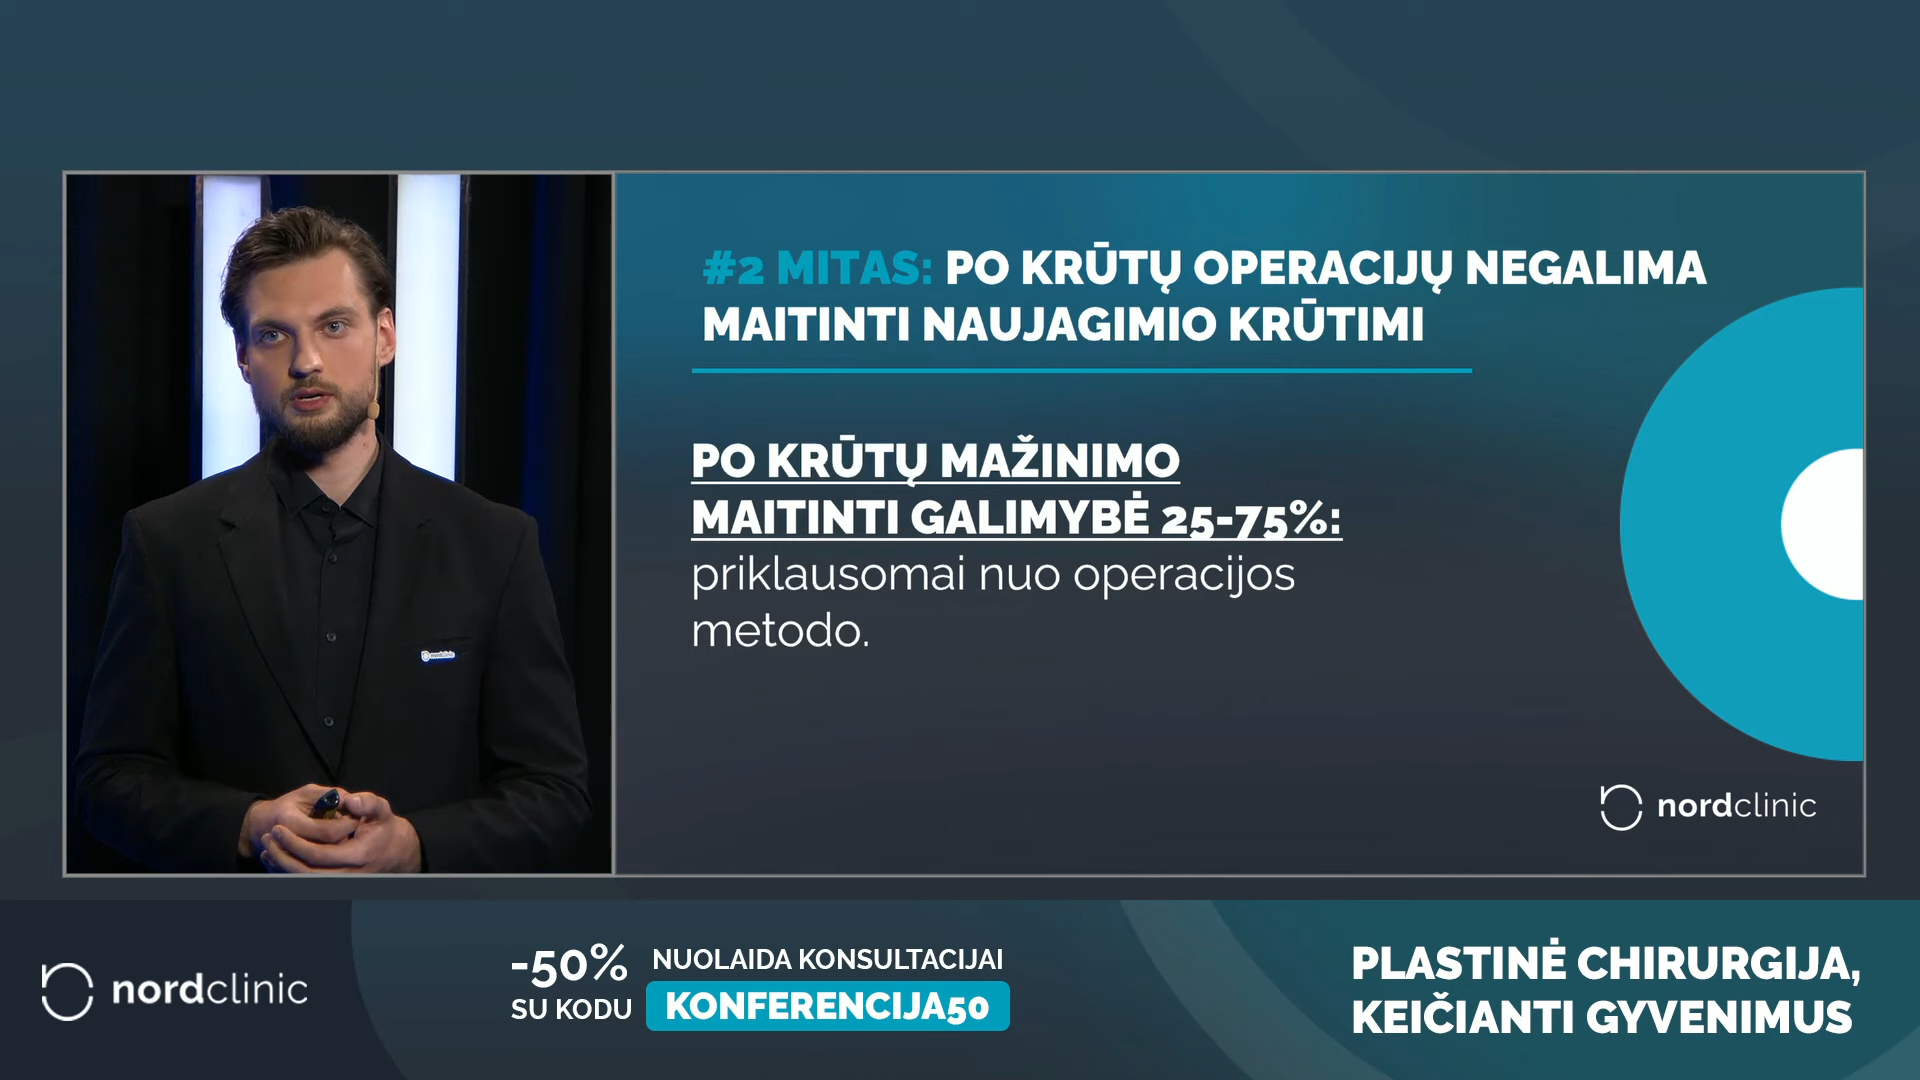 #2 MITAS: PO KRŪTŲ OPERACIJŲ NEGALIMA
MAITINTI NAUJAGIMIO KRŪTIMI
PO KRŪTŲ MAŽINIMO
MAITINTI GALIMYBĖ 25-75%:
priklausomai nuo operacijos
metodo.
nordclinic
nordclinic
nordclinic
-50% NUOLAIDA KONSULTACIJAI
SU KODU KONFERENCIJA50
PLASTINĖ CHIRURGIJA,
KEIČIANTI GYVENIMUS